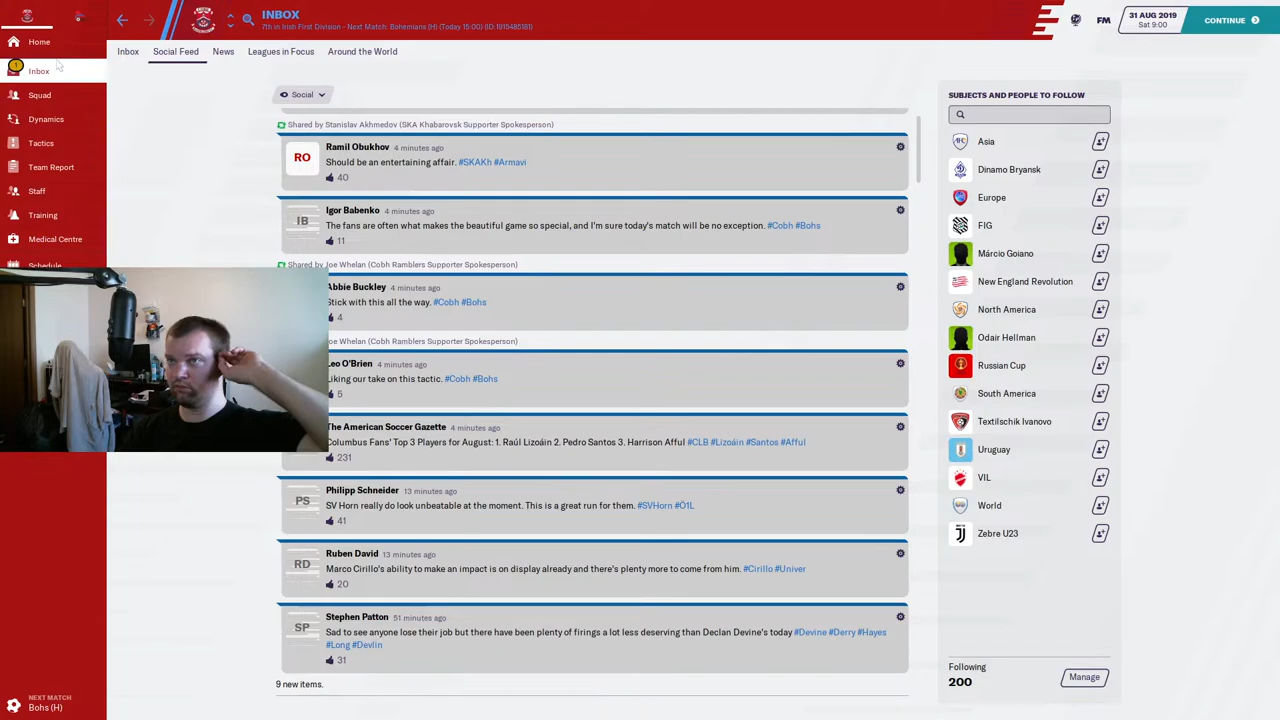 INBOX
7th in Irish First Division - Next Match: Bohemians (H) (Today 15:00) (ID:1915485181)
FM
31 AUG 2019
Sat 9:00
CONTINUE
Home
1
Inbox
Squad
Dynamics
Tactics
Team Report
Staff
Training
Medical Centre
Schedule
NEXT MATCH
Bohs (H)
Inbox Social Feed News Leagues in Focus Around the World
Social
Shared by Stanislav Akhmedov (SKA Khabarovsk Supporter Spokesperson)
RO
Ramil Obukhov 4 minutes ago
Should be an entertaining affair. #SKAKh #Armavi
40
IB
Igor Babenko 4 minutes ago
The fans are often what makes the beautiful game so special, and I'm sure today's match will be no exception. #Cobh #Bohs
11
Shared by Joe Whelan (Cobh Ramblers Supporter Spokesperson)
Abbie Buckley 4 minutes ago
Stick with this all the way. #Cobh #Bohs
4
Joe Whelan (Cobh Ramblers Supporter Spokesperson)
Leo O'Brien 4 minutes ago
Liking our take on this tactic. #Cobh #Bohs
5
The American Soccer Gazette 4 minutes ago
Columbus Fans' Top 3 Players for August: 1. Raúl Lizoáin 2. Pedro Santos 3. Harrison Afful #CLB #Lizoáin #Santos #Afful
231
PS
Philipp Schneider 13 minutes ago
SV Horn really do look unbeatable at the moment. This is a great run for them. #SVHorn #Ö1L
41
RD
Ruben David 13 minutes ago
Marco Cirillo's ability to make an impact is on display already and there's plenty more to come from him. #Cirillo #Univer
20
SP
Stephen Patton 51 minutes ago
Sad to see anyone lose their job but there have been plenty of firings a lot less deserving than Declan Devine's today #Devine #Derry #Hayes
#Long #Devlin
31
9 new items.
SUBJECTS AND PEOPLE TO FOLLOW
Asia
Dinamo Bryansk
Europe
FIG
Márcio Goiano
New England Revolution
North America
Odair Hellman
Russian Cup
South America
Textilschik Ivanovo
Uruguay
VIL
World
Zebre U23
Following
200
Manage